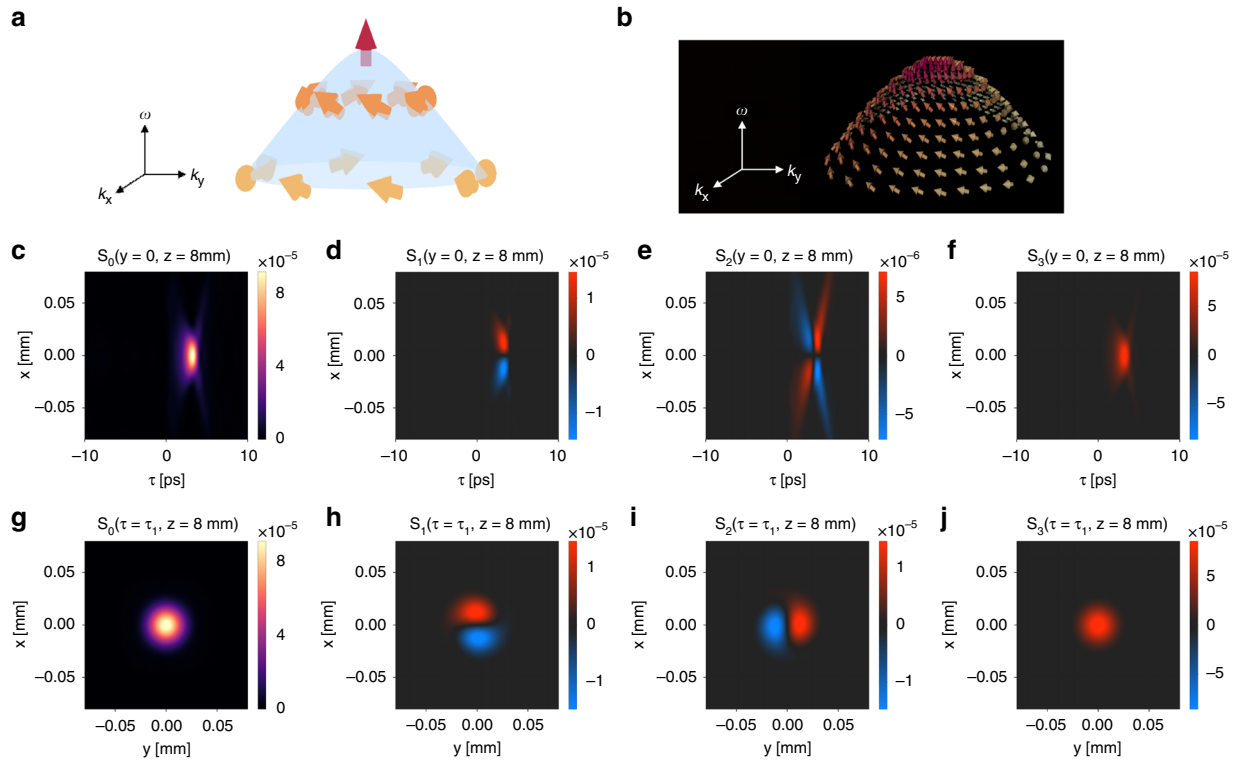 a
b
ω
kx
ky
ω
kx
ky
c
d
e
f
S0(y = 0, z = 8mm)
×10−5
S1(y = 0, z = 8 mm)
×10−5
S2(y = 0, z = 8 mm)
×10−6
S3(y = 0, z = 8 mm)
×10−5
x [mm]
0.05
0.00
−0.05
8
4
0
−10
0
10
τ [ps]
x [mm]
0.05
0.00
−0.05
1
0
−1
−10
0
10
τ [ps]
x [mm]
0.05
0.00
−0.05
5
0
−5
−10
0
10
τ [ps]
x [mm]
0.05
0.00
−0.05
5
0
−5
−10
0
10
τ [ps]
g
h
i
j
S0(τ = τ1, z = 8 mm)
×10−5
S1(τ = τ1, z = 8 mm)
×10−5
S2(τ = τ1, z = 8 mm)
×10−5
S3(τ = τ1, z = 8 mm)
×10−5
x [mm]
0.05
0.00
−0.05
8
4
0
−0.05
0.00
0.05
y [mm]
x [mm]
0.05
0.00
−0.05
1
0
−1
−0.05
0.00
0.05
y [mm]
x [mm]
0.05
0.00
−0.05
1
0
−1
−0.05
0.00
0.05
y [mm]
x [mm]
0.05
0.00
−0.05
5
0
−5
−0.05
0.00
0.05
y [mm]